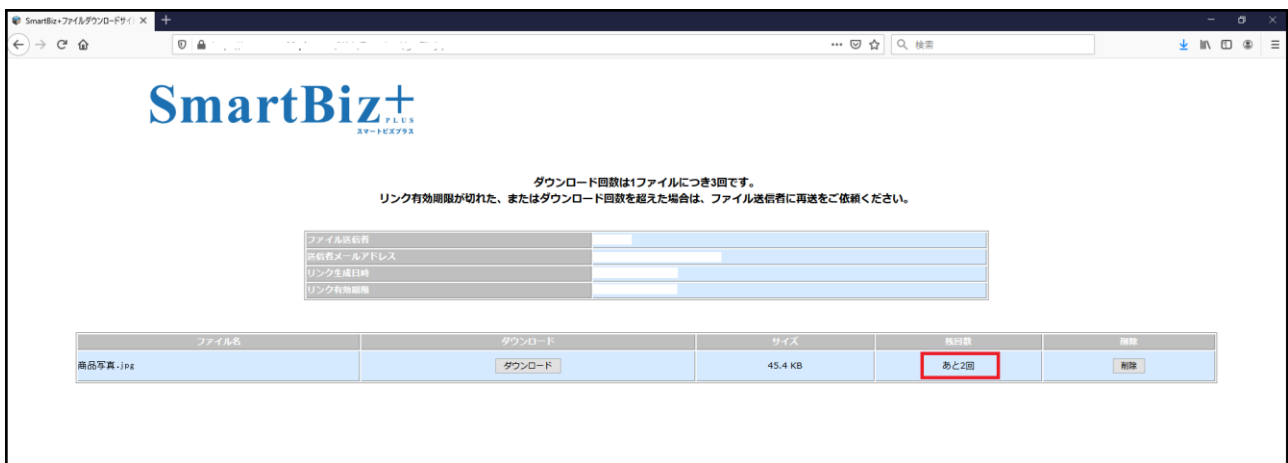 SmartBiz+ファイルダウンロードサイ
検索
SmartBiz+
PLUS
スマートビズプラス
ダウンロード回数は1ファイルにつき3回です。
リンク有効期限が切れた、またはダウンロード回数を超えた場合は、ファイル送信者に再送をご依頼ください。
ファイル送信者
送信者メールアドレス
リンク生成日時
リンク有効期限
ファイル名 ダウンロード サイズ 残回数 削除
商品写真.jpg ダウンロード 45.4 KB あと2回 削除